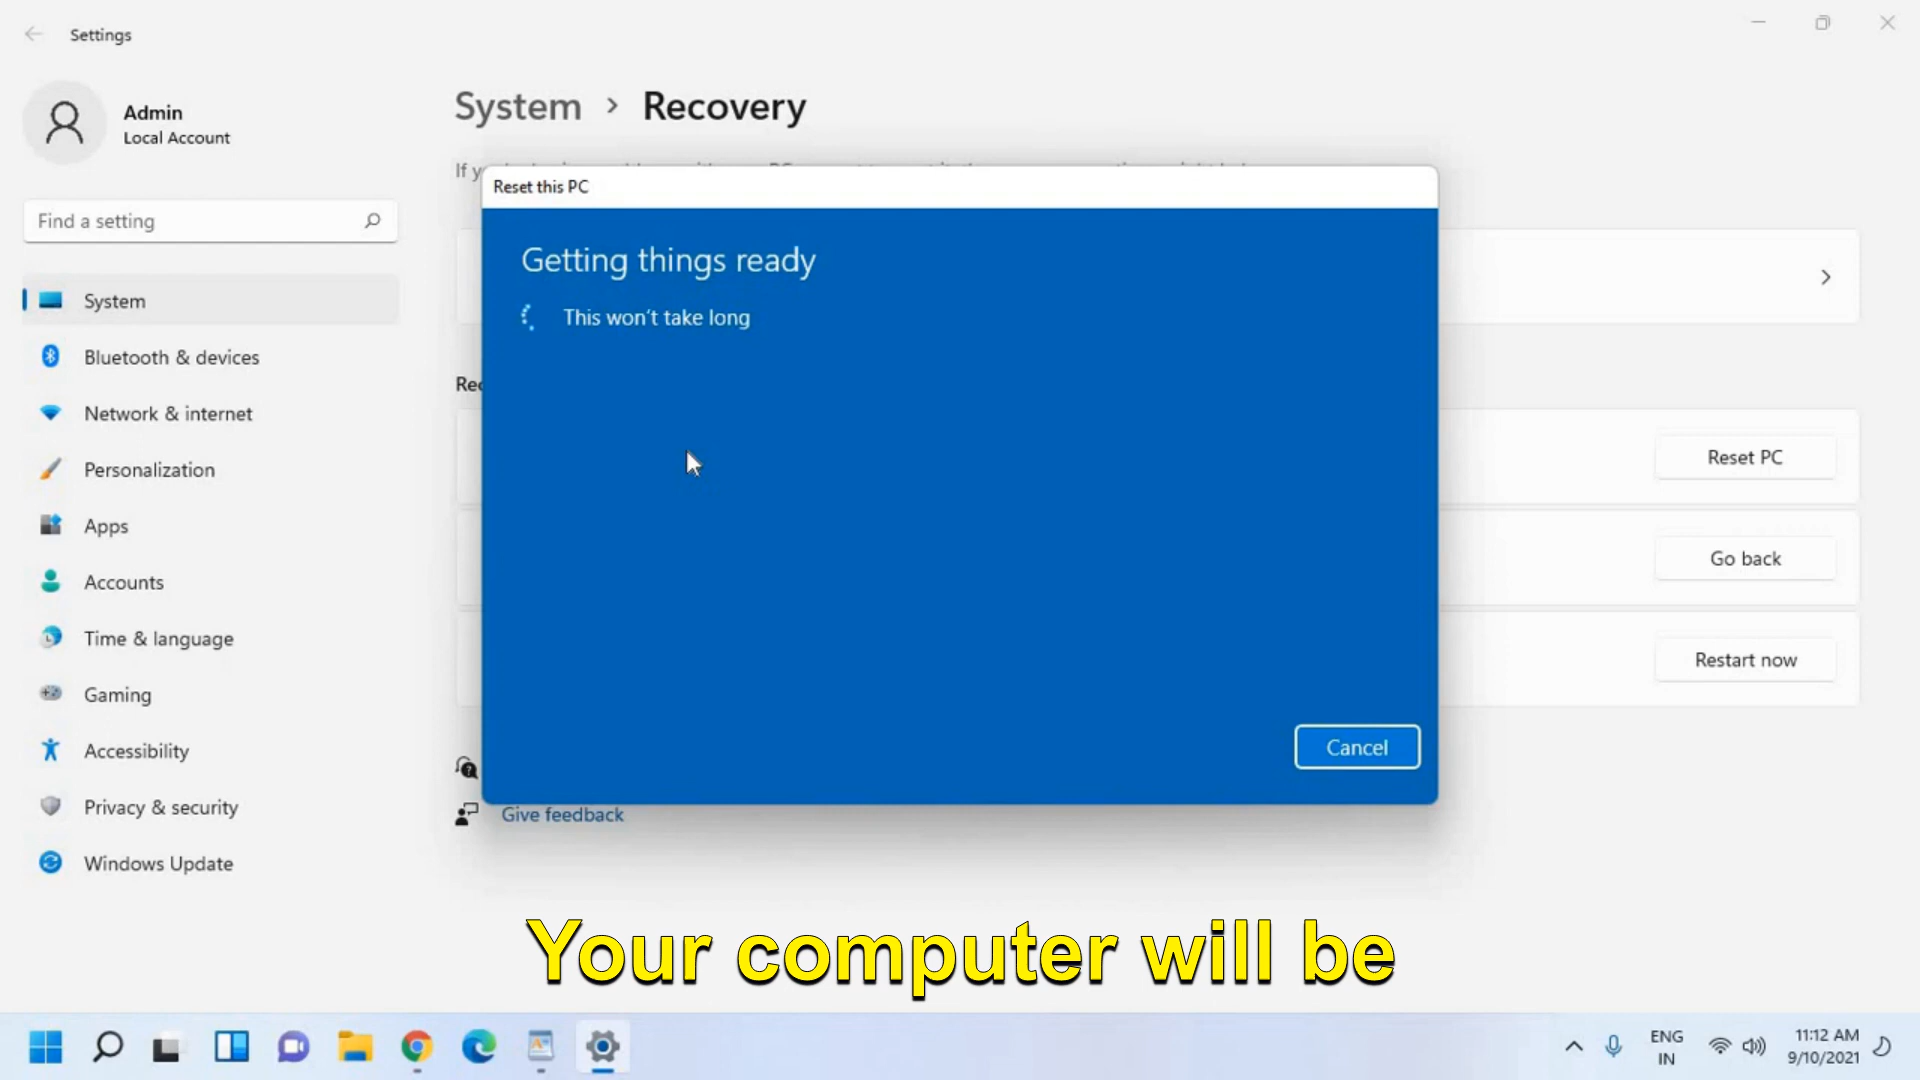 Settings
Admin
Local Account
Find a setting
System
Bluetooth & devices
Network & internet
Personalization
Apps
Accounts
Time & language
Gaming
Accessibility
Privacy & security
Windows Update
System > Recovery
If y
Reset this PC
Getting things ready
This won't take long
Cancel
Rec
Reset PC
Go back
Restart now
Give feedback
Your computer will be
ENG
IN
11:12 AM
9/10/2021